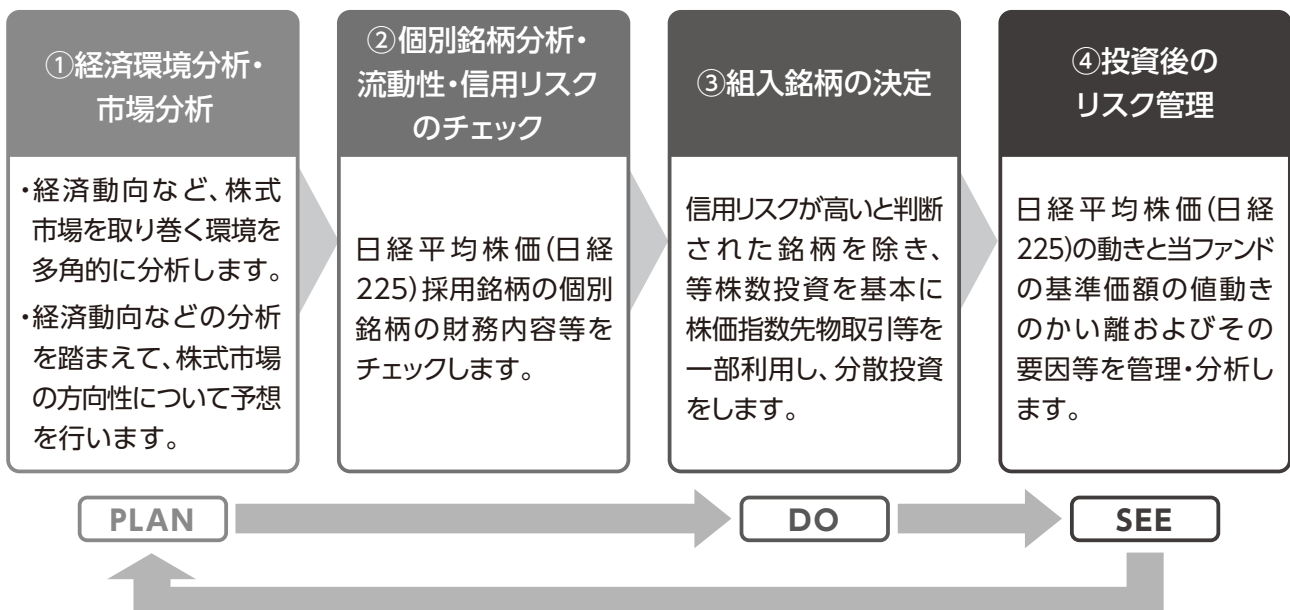 ①経済環境分析・
市場分析
・経済動向など、株式
市場を取り巻く環境を
多角的に分析します。
・経済動向などの分析
を踏まえて、株式市場
の方向性について予想
を行います。
②個別銘柄分析・
流動性・信用リスク
のチェック
日経平均株価(日経
225)採用銘柄の個別
銘柄の財務内容等を
チェックします。
③組入銘柄の決定
信用リスクが高いと判断
された銘柄を除き、
等株数投資を基本に
株価指数先物取引等を
一部利用し、分散投資
をします。
④投資後の
リスク管理
日経平均株価(日経
225)の動きと当ファンド
の基準価額の値動き
のかい離およびその
要因等を管理・分析し
ます。
PLAN
DO
SEE